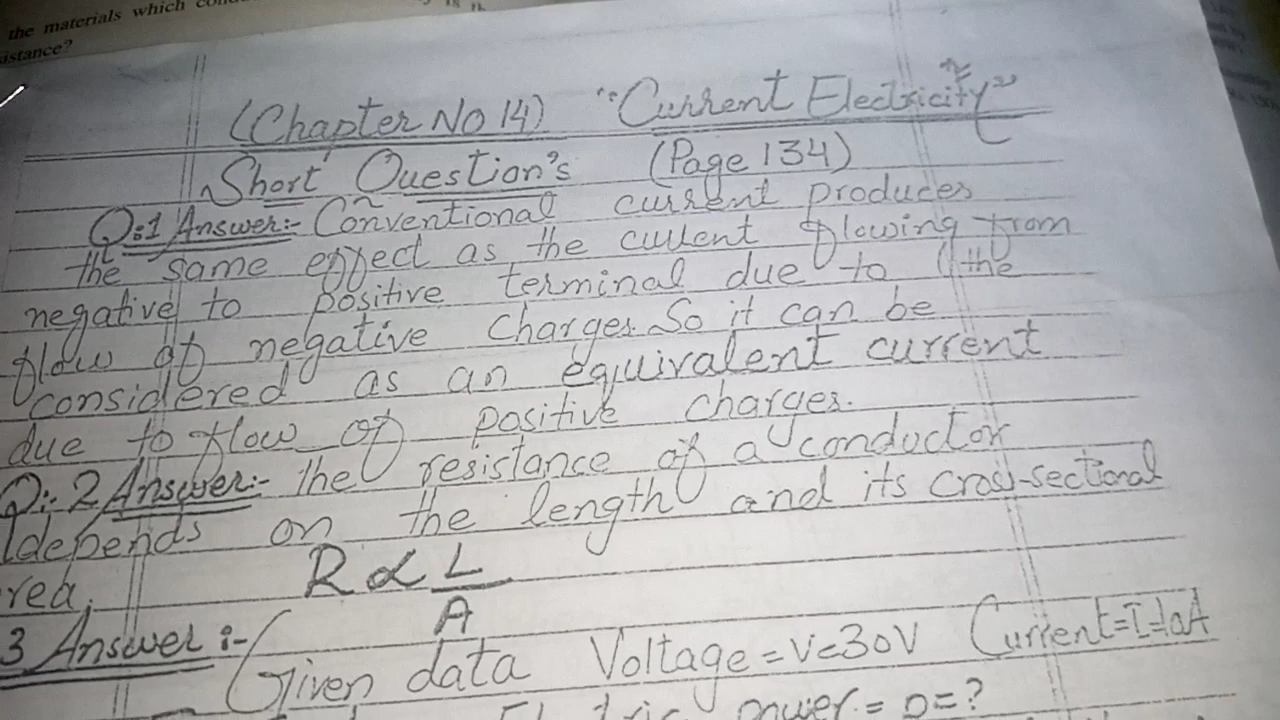 the materials which
istance?
(Chapter No 14) "Current Electricity"
Short Question's (Page 134)
Q:1 Answer:- Conventional current produces
the same effect as the current flowing from
negative to positive terminal due to the
flow of negative charges. So it can be
considered as an equivalent current
due to flow of positive charges.
Q:- 2 Answer:- the resistance of a conductor
depends on the length and its cross-sectional
rea.
R ∝ L
A
3 Answer :- Given data Voltage = V=30V Current=I=10A
power = p=?